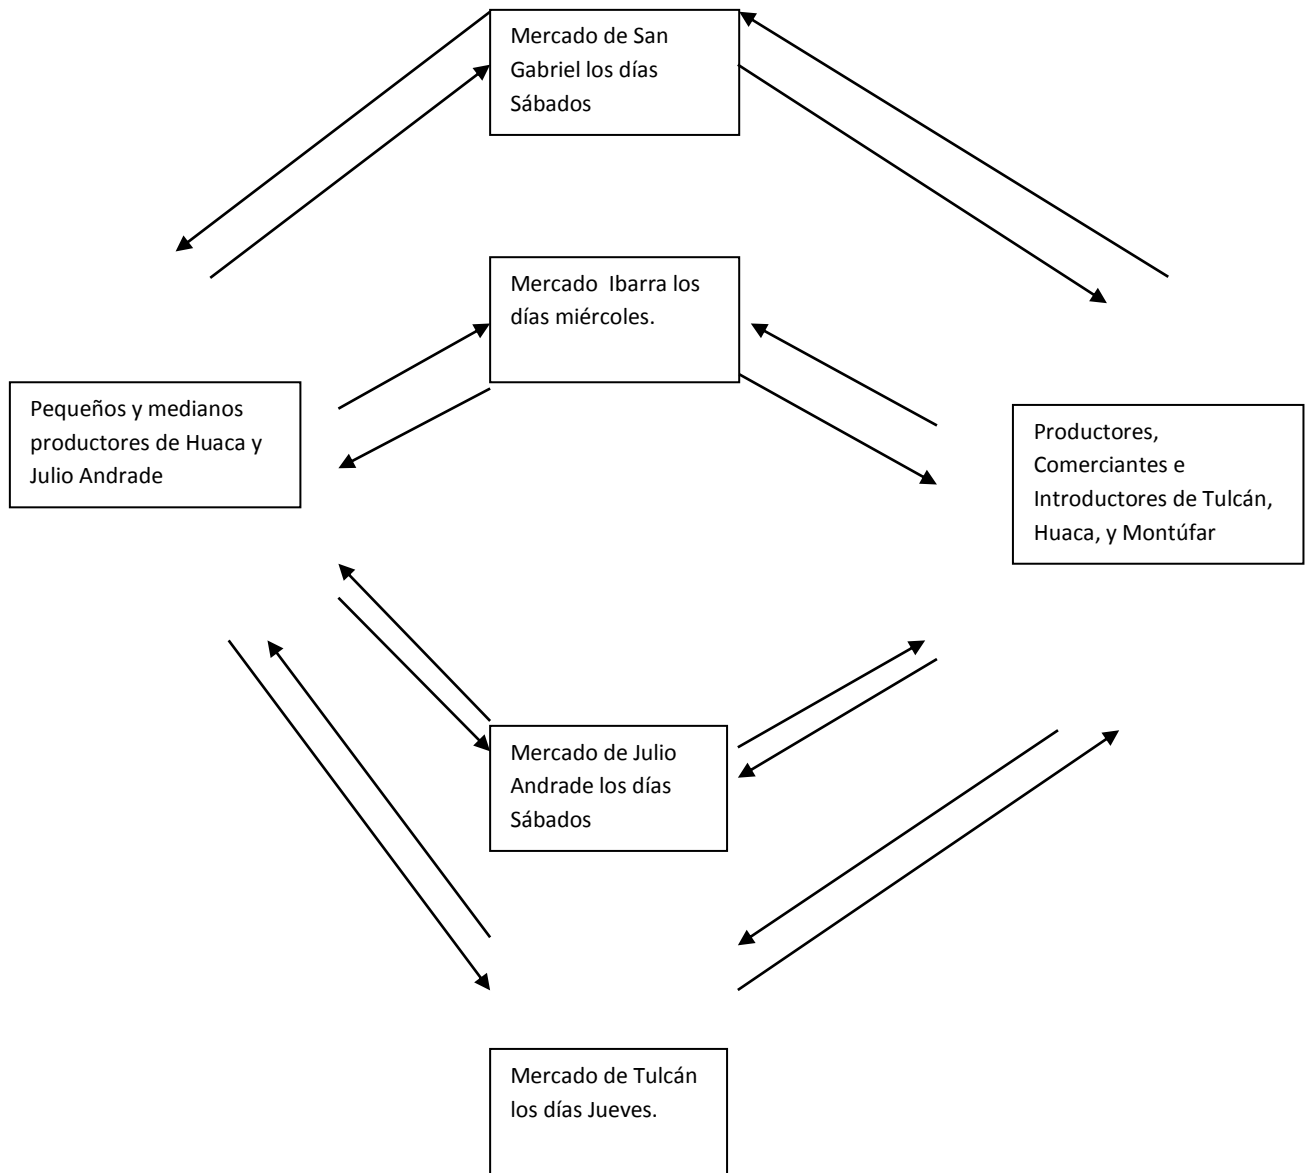 Mercado de San
Gabriel los días
Sábados
Mercado  Ibarra los
días miércoles.
Pequeños y medianos
productores de Huaca y
Julio Andrade
Productores,
Comerciantes e
Introductores de Tulcán,
Huaca, y Montúfar
Mercado de Julio
Andrade los días
Sábados
Mercado de Tulcán
los días Jueves.